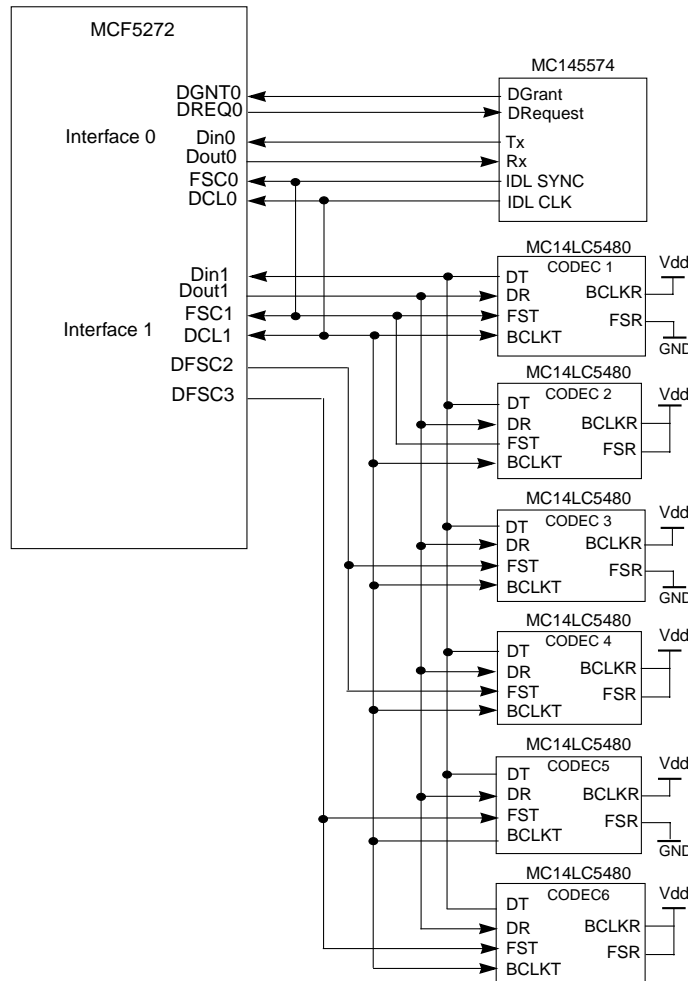 MCF5272
DGNT0
DREQ0
Interface 0
Din0
Dout0
FSC0
DCL0
Din1
Dout1
FSC1
Interface 1
DCL1
DFSC2
DFSC3
MC145574
DGrant
DRequest
Tx
Rx
IDL SYNC
IDL CLK
MC14LC5480
CODEC 1
DT
DR
FST
BCLKT
BCLKR
FSR
Vdd
GND
MC14LC5480
CODEC 2
DT
DR
FST
BCLKT
BCLKR
FSR
Vdd
MC14LC5480
CODEC 3
DT
DR
FST
BCLKT
BCLKR
FSR
Vdd
GND
MC14LC5480
CODEC 4
DT
DR
FST
BCLKT
BCLKR
FSR
Vdd
MC14LC5480
CODEC5
DT
DR
FST
BCLKT
BCLKR
FSR
Vdd
GND
MC14LC5480
CODEC6
DT
DR
FST
BCLKT
BCLKR
FSR
Vdd